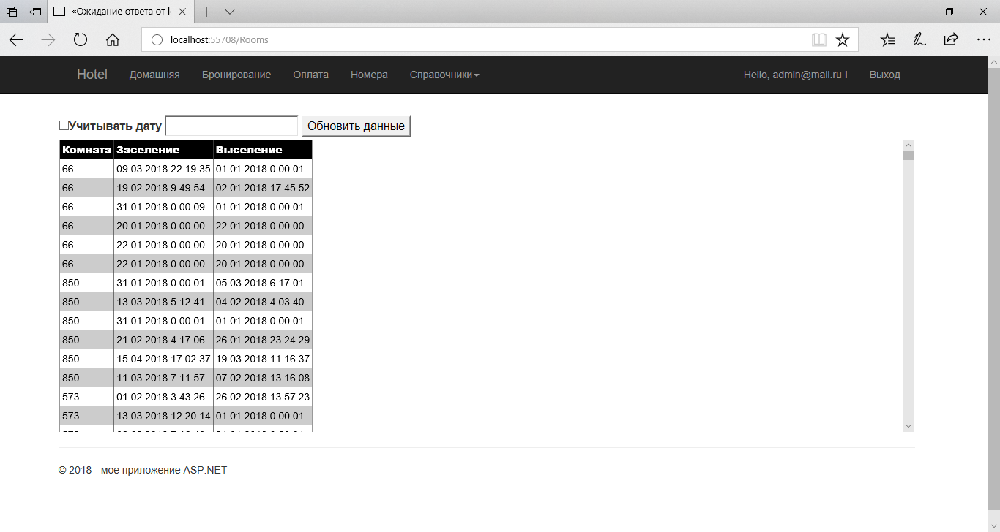 «Ожидание ответа от l
localhost:55708/Rooms
Hotel Домашняя Бронирование Оплата Номера Справочники Hello, admin@mail.ru ! Выход
Учитывать дату Обновить данные
Комната Заселение Выселение
66 09.03.2018 22:19:35 01.01.2018 0:00:01
66 19.02.2018 9:49:54 02.01.2018 17:45:52
66 31.01.2018 0:00:09 01.01.2018 0:00:01
66 20.01.2018 0:00:00 22.01.2018 0:00:00
66 22.01.2018 0:00:00 20.01.2018 0:00:00
66 22.01.2018 0:00:00 20.01.2018 0:00:00
850 31.01.2018 0:00:01 05.03.2018 6:17:01
850 13.03.2018 5:12:41 04.02.2018 4:03:40
850 31.01.2018 0:00:01 01.01.2018 0:00:01
850 21.02.2018 4:17:06 26.01.2018 23:24:29
850 15.04.2018 17:02:37 19.03.2018 11:16:37
850 11.03.2018 7:11:57 07.02.2018 13:16:08
573 01.02.2018 3:43:26 26.02.2018 13:57:23
573 13.03.2018 12:20:14 01.01.2018 0:00:01
© 2018 - мое приложение ASP.NET